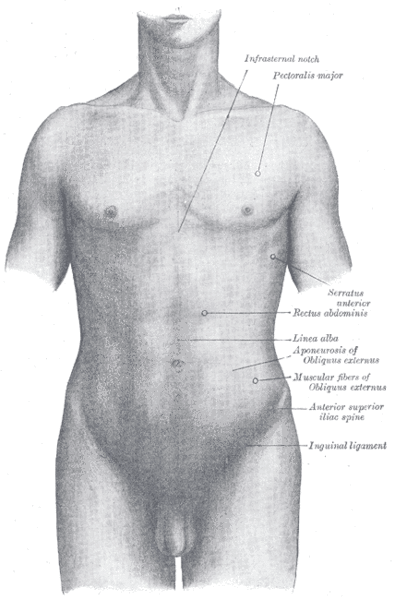 Infrasternal notch
Pectoralis major
Serratus
anterior
Rectus abdominis
Linea alba
Aponeurosis of
Obliquus externus
Muscular fibers of
Obliquus externus
Anterior superior
iliac spine
Inguinal ligament